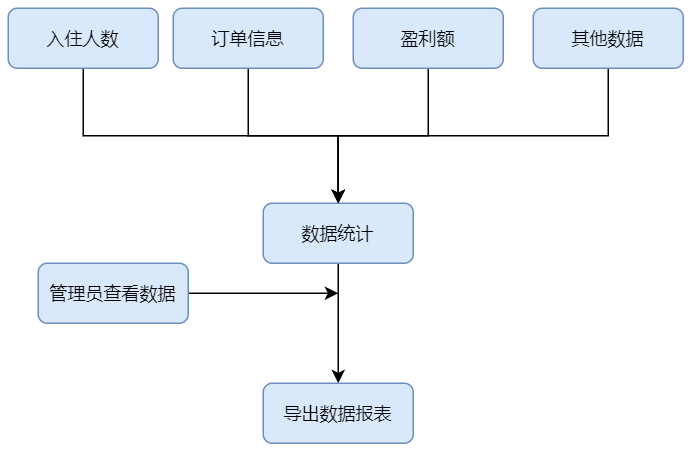 入住人数
订单信息
盈利额
其他数据
数据统计
管理员查看数据
导出数据报表